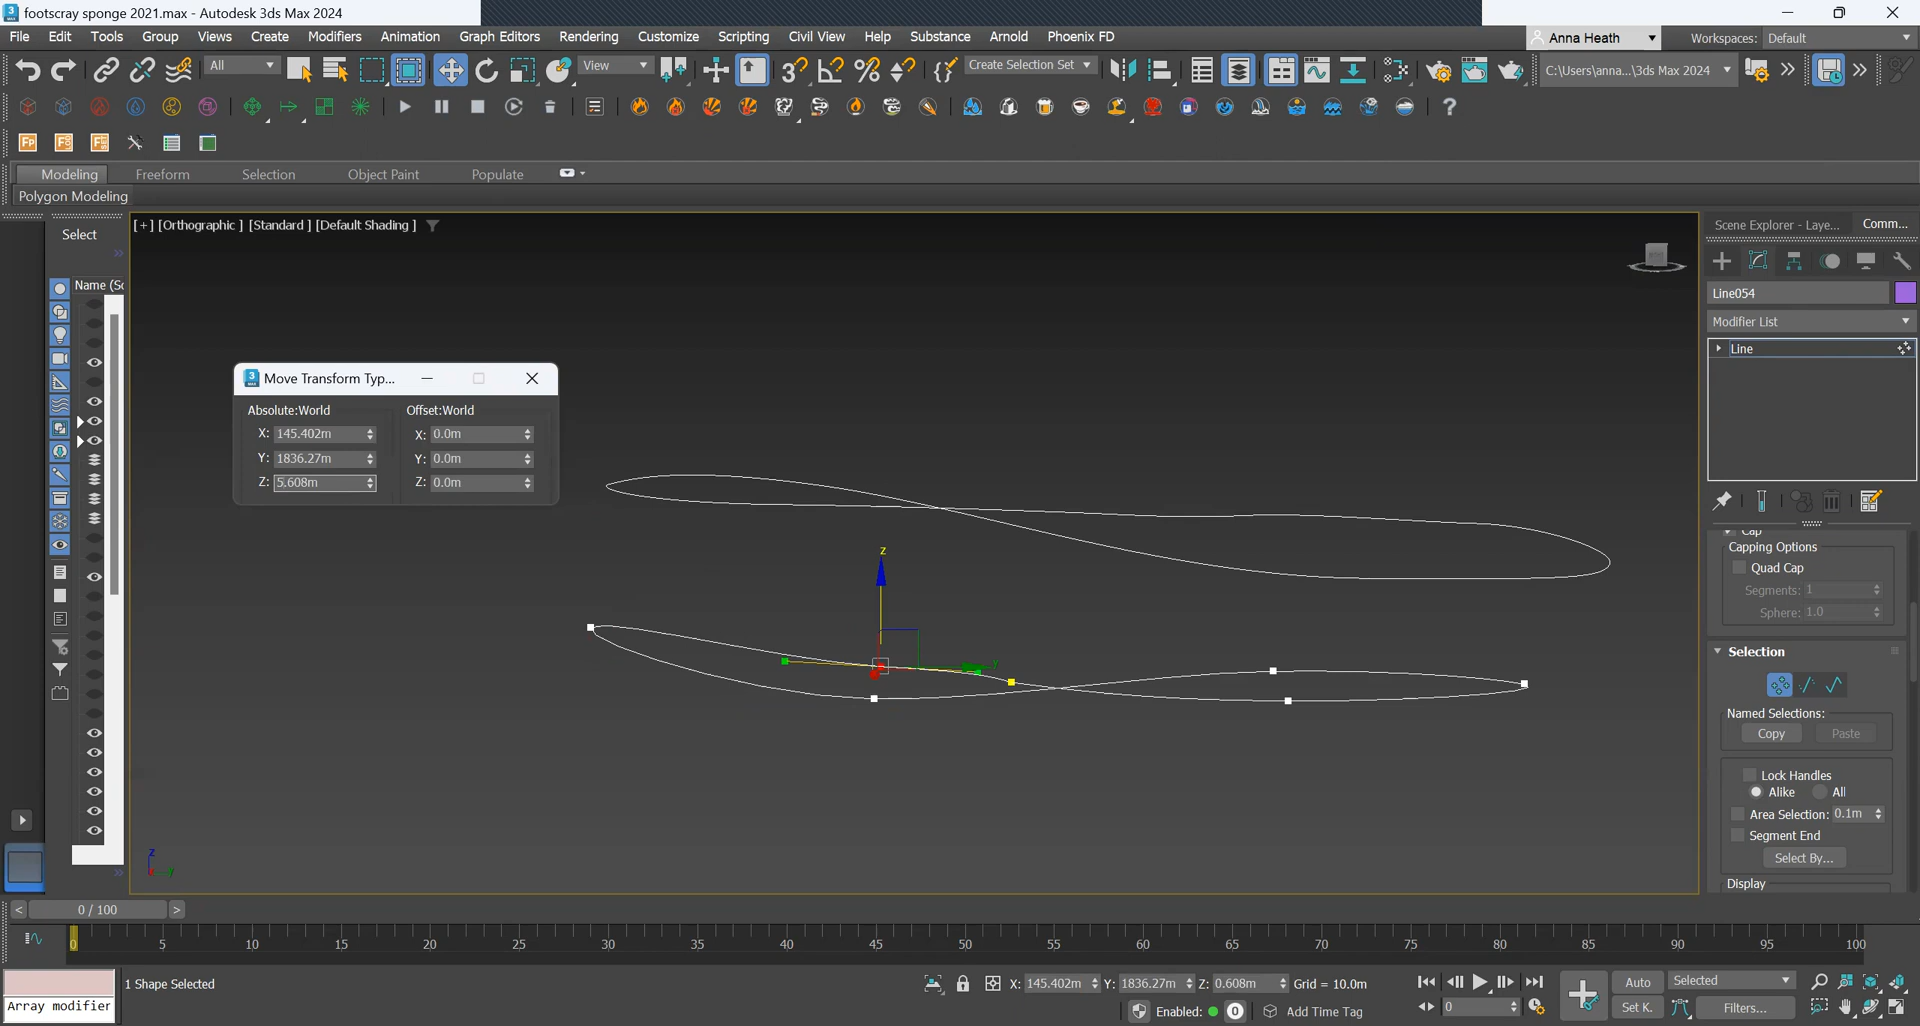 footscray sponge 2021.max - Autodesk 3ds Max 2024
File Edit Tools Group Views Create Modifiers Animation Graph Editors Rendering Customize Scripting Civil View Help Substance Arnold Phoenix FD
Anna Heath
Workspaces: Default
All
View
Create Selection Set
C:\Users\anna...\3ds Max 2024
Modeling Freeform Selection Object Paint Populate
Polygon Modeling
Select
Name (Sc
[+] [Orthographic ] [Standard ] [Default Shading ]
Move Transform Typ...
Absolute:World Offset:World
X: 145.402m X: 0.0m
Y: 1836.27m Y: 0.0m
Z: 5.608m Z: 0.0m
z
y
z
y
Scene Explorer - Laye... Comm...
Line054
Modifier List
Line
Cap
Capping Options
Quad Cap
Segments: 1
Sphere: 1.0
Selection
Named Selections:
Copy Paste
Lock Handles
Alike All
Area Selection: 0.1m
Segment End
Select By...
Display
< 0 / 100 >
0 5 10 15 20 25 30 35 40 45 50 55 60 65 70 75 80 85 90 95 100
Array modifier
1 Shape Selected
X: 145.402m Y: 1836.27m Z: 0.608m Grid = 10.0m
Enabled: 0 Add Time Tag
0
Auto Selected
Set K. Filters...